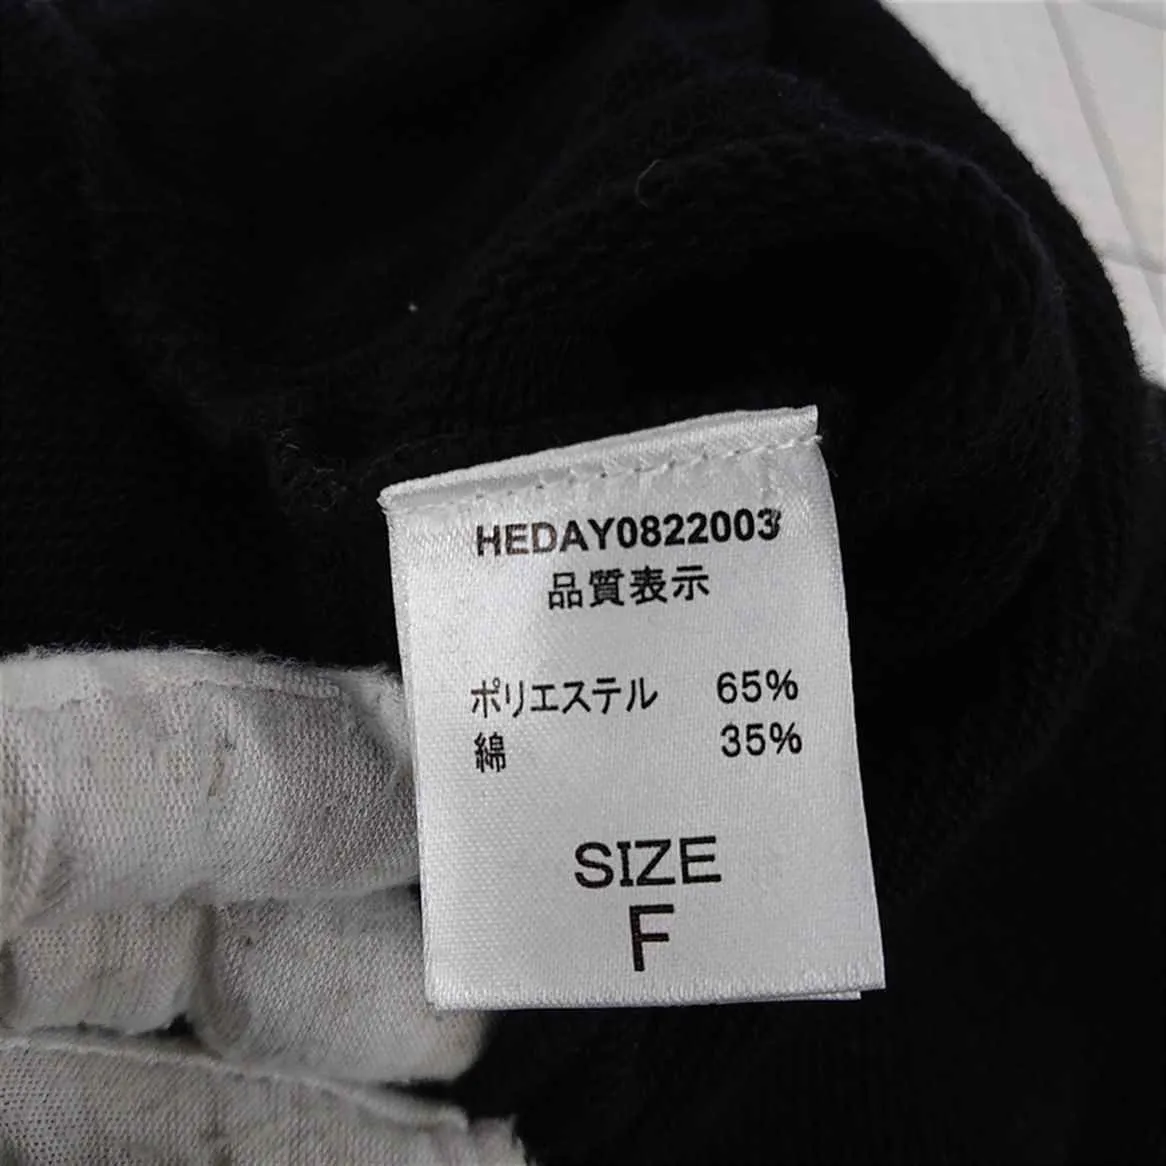 HEDAY0822003
品質表示
ポリエステル 65%
綿 35%
SIZE
F